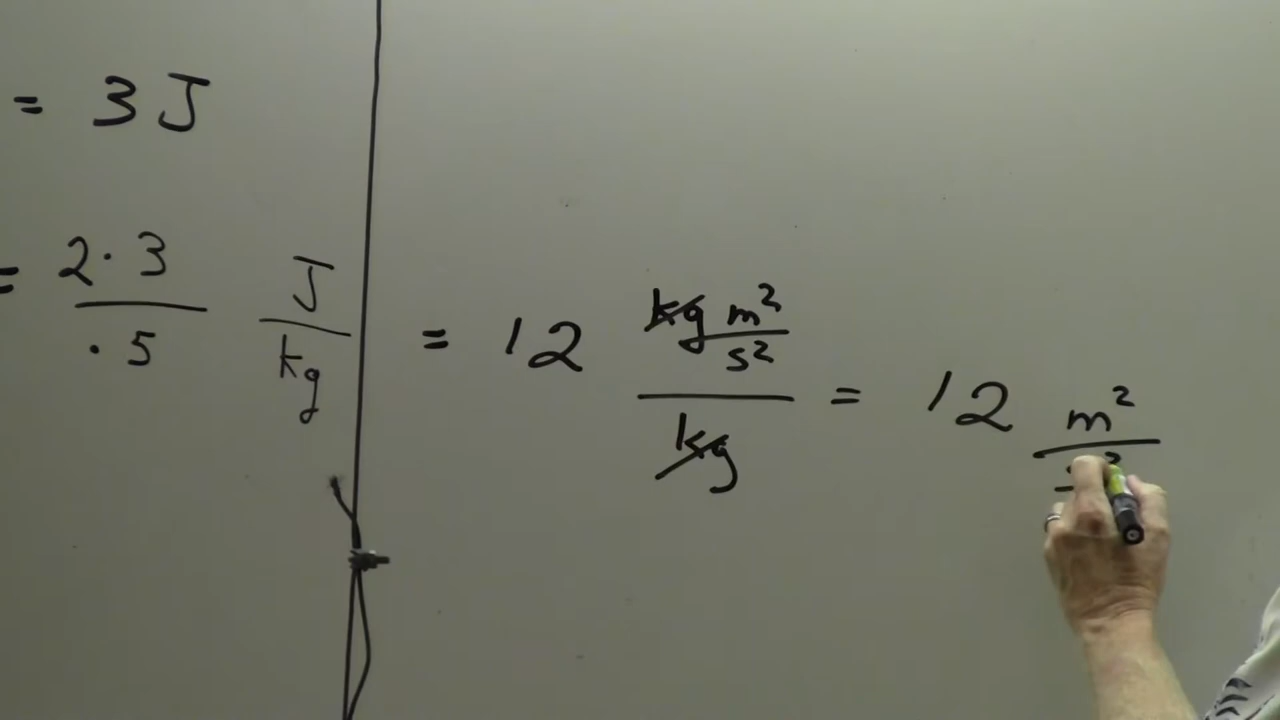 = 3 J
= 2 · 3 / .5 J / kg = 12 kg m² / s² / kg = 12 m² / s²